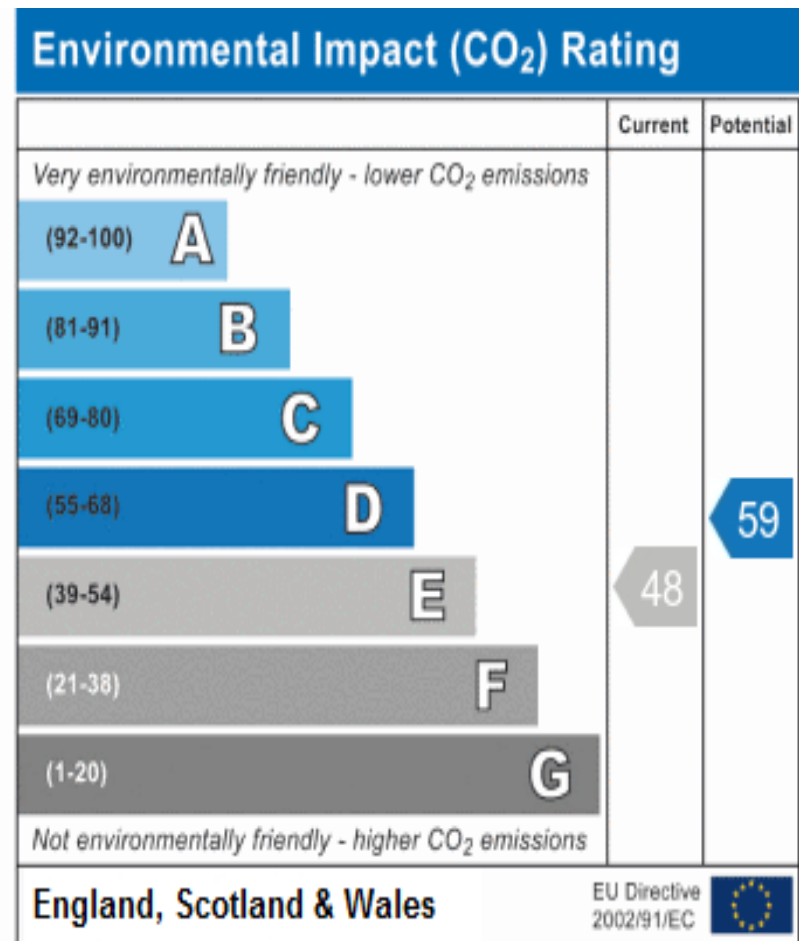 Environmental Impact (CO₂) Rating
Current Potential
Very environmentally friendly - lower CO₂ emissions
(92-100) A
(81-91) B
(69-80) C
(55-68) D
59
(39-54) E
48
(21-38) F
(1-20) G
Not environmentally friendly - higher CO₂ emissions
England, Scotland & Wales
EU Directive
2002/91/EC